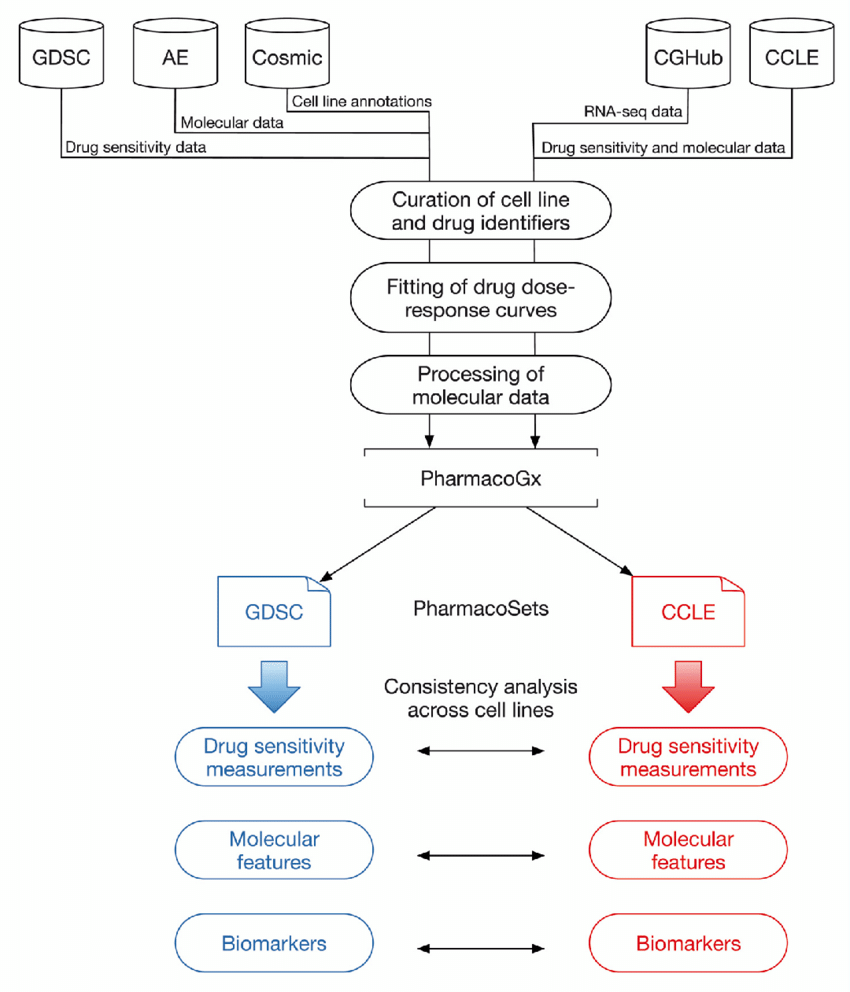 GDSC
AE
Cosmic
CGHub
CCLE
Cell line annotations
RNA-seq data
Molecular data
Drug sensitivity data
Drug sensitivity and molecular data
Curation of cell line
and drug identifiers
Fitting of drug dose-
response curves
Processing of
molecular data
PharmacoGx
GDSC
PharmacoSets
CCLE
Consistency analysis
across cell lines
Drug sensitivity
measurements
Drug sensitivity
measurements
Molecular
features
Molecular
features
Biomarkers
Biomarkers